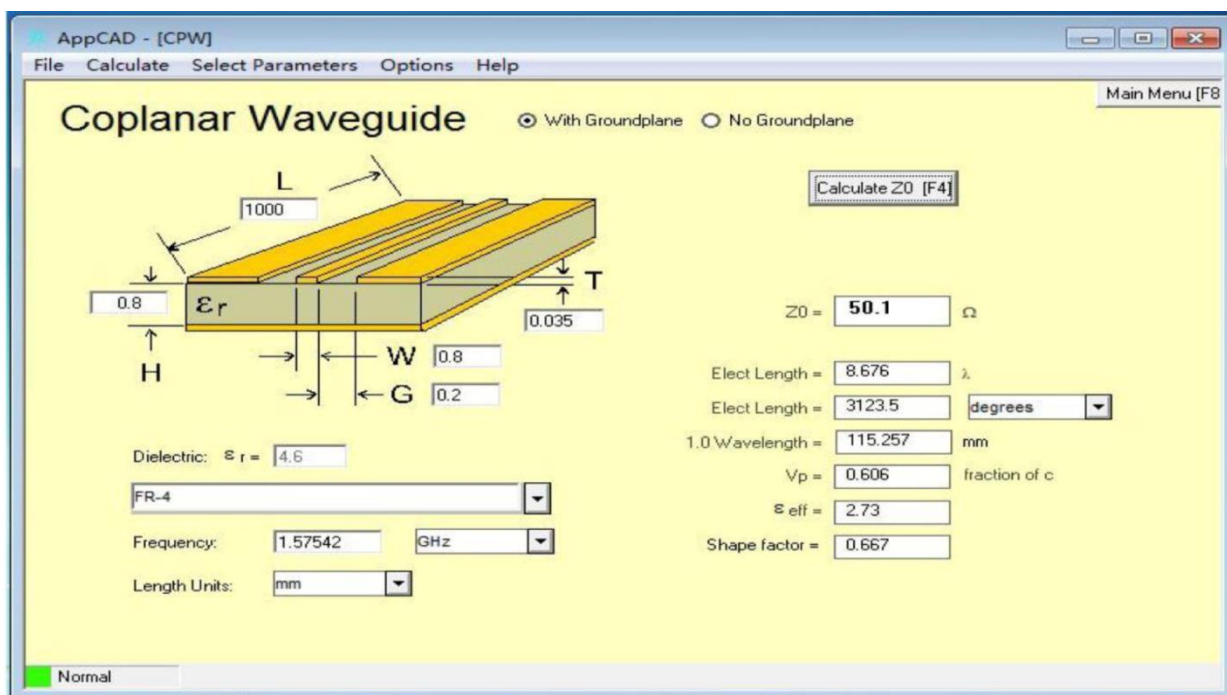 AppCAD - [CPW]
File Calculate Select Parameters Options Help
Main Menu [F8
Coplanar Waveguide
With Groundplane No Groundplane
Calculate Z0 [F4]
L
1000
0.8
εr
T
0.035
H
W 0.8
G 0.2
Z0 = 50.1 Ω
Elect Length = 8.676 λ
Elect Length = 3123.5 degrees
1.0 Wavelength = 115.257 mm
Vp = 0.606 fraction of c
ε eff = 2.73
Shape factor = 0.667
Dielectric: ε r = 4.6
FR-4
Frequency: 1.57542 GHz
Length Units: mm
Normal